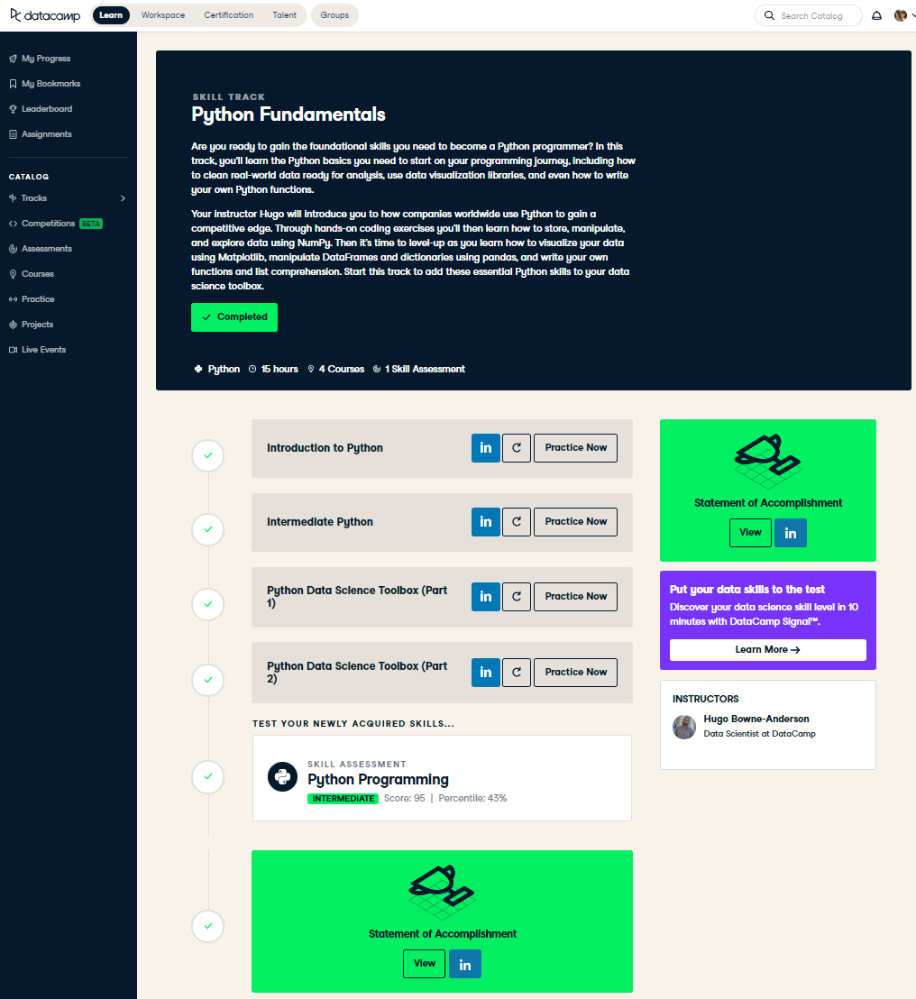 datacamp
Learn Workspace Certification Talent Groups
Search Catalog
My Progress
My Bookmarks
Leaderboard
Assignments
CATALOG
Tracks
Competitions BETA
Assessments
Courses
Practice
Projects
Live Events
SKILL TRACK
Python Fundamentals
Are you ready to gain the foundational skills you need to become a Python programmer? In this
track, you'll learn the Python basics you need to start on your programming journey, including how
to clean real-world data ready for analysis, use data visualization libraries, and even how to write
your own Python functions.
Your instructor Hugo will introduce you to how companies worldwide use Python to gain a
competitive edge. Through hands-on coding exercises you'll then learn how to store, manipulate,
and explore data using NumPy. Then it's time to level-up as you learn how to visualize your data
using Matplotlib, manipulate DataFrames and dictionaries using pandas, and write your own
functions and list comprehension. Start this track to add these essential Python skills to your data
science toolbox.
Completed
Python 15 hours 4 Courses 1 Skill Assessment
Introduction to Python
in Practice Now
Intermediate Python
in Practice Now
Python Data Science Toolbox (Part
1)
in Practice Now
Python Data Science Toolbox (Part
2)
in Practice Now
TEST YOUR NEWLY ACQUIRED SKILLS...
SKILL ASSESSMENT
Python Programming
INTERMEDIATE Score: 95 | Percentile: 43%
Statement of Accomplishment
View in
Statement of Accomplishment
View in
Put your data skills to the test
Discover your data science skill level in 10
minutes with DataCamp Signal™.
Learn More
INSTRUCTORS
Hugo Bowne-Anderson
Data Scientist at DataCamp